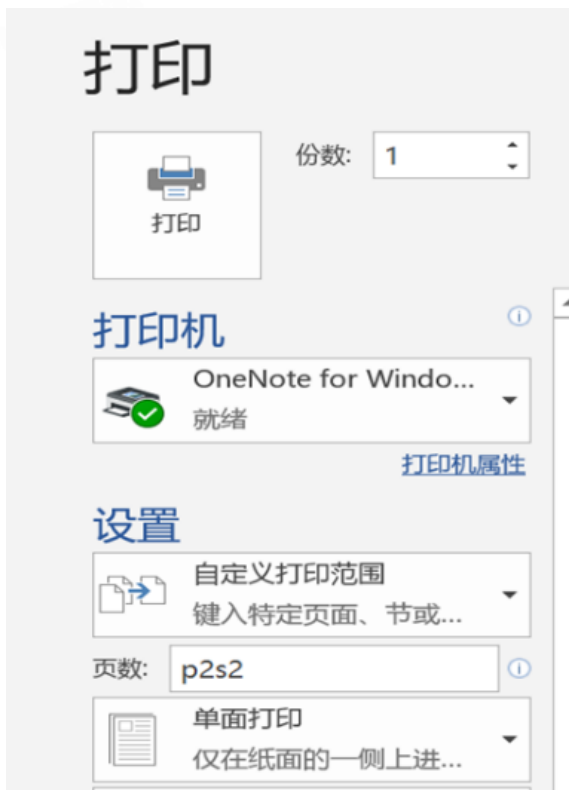 打印
份数: 1
打印
打印机
OneNote for Windo...
就绪
打印机属性
设置
自定义打印范围
键入特定页面、节或...
页数: p2s2
单面打印
仅在纸面的一侧上进...